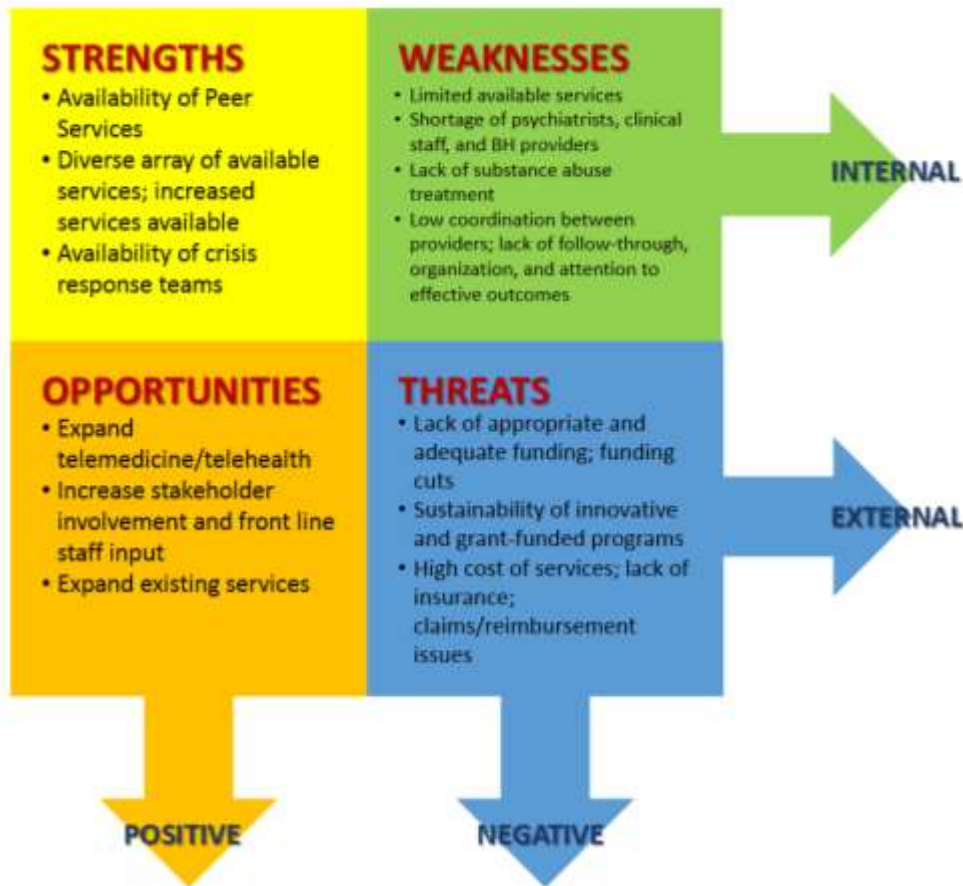 STRENGTHS
• Availability of Peer
Services
• Diverse array of available
services; increased
services available
• Availability of crisis
response teams
WEAKNESSES
• Limited available services
• Shortage of psychiatrists, clinical
staff, and BH providers
• Lack of substance abuse
treatment
• Low coordination between
providers; lack of follow-through,
organization, and attention to
effective outcomes
INTERNAL
OPPORTUNITIES
• Expand
telemedicine/telehealth
• Increase stakeholder
involvement and front line
staff input
• Expand existing services
THREATS
• Lack of appropriate and
adequate funding; funding
cuts
• Sustainability of innovative
and grant-funded programs
• High cost of services; lack of
insurance;
claims/reimbursement
issues
EXTERNAL
POSITIVE
NEGATIVE